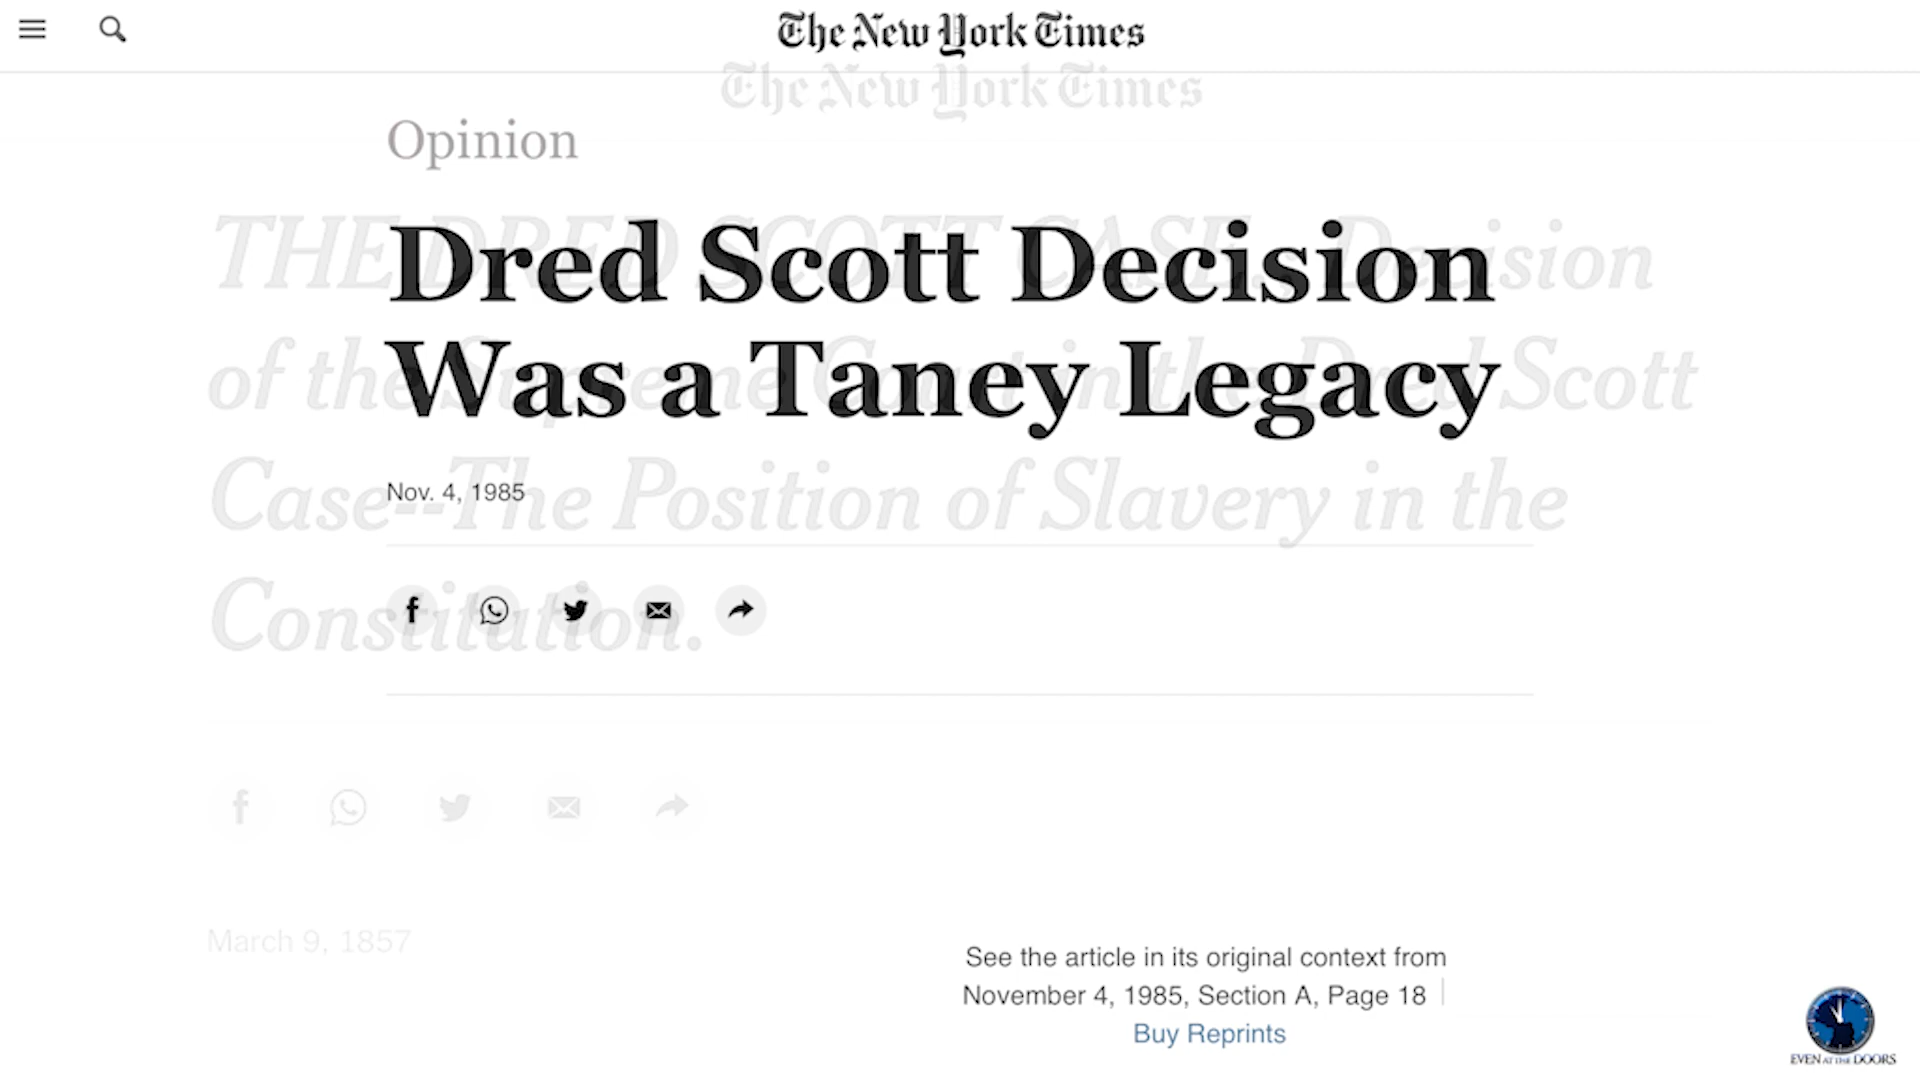 The New York Times
The New York Times
Opinion
Dred Scott Decision
Was a Taney Legacy
THE DRED SCOTT CASE. Decision
of the Supreme Court in the Dred Scott
Case--The Position of Slavery in the
Constitution.
Nov. 4, 1985
March 9, 1857
See the article in its original context from
November 4, 1985, Section A, Page 18
Buy Reprints
EVEN AT THE DOORS